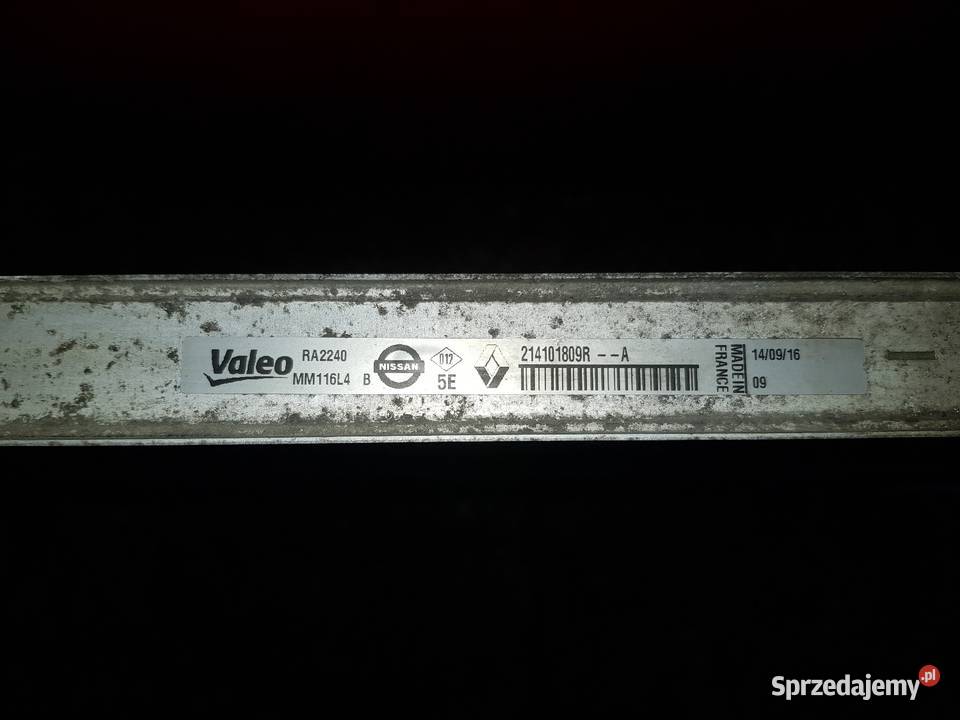 Valeo RA2240
MM116L4 B
NISSAN
012
5E
214101809R --A
MADE IN
FRANCE
14/09/16
09
Sprzedajemy.pl